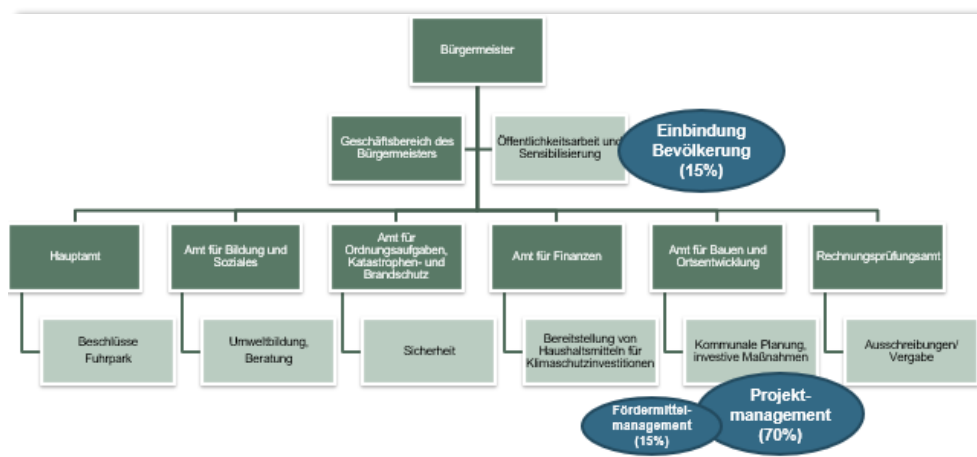 Bürgermeister
Geschäftsbereich des
Bürgermeisters
Öffentlichkeitsarbeit und
Sensibilisierung
Einbindung
Bevölkerung
(15%)
Hauptamt
Amt für Bildung und
Soziales
Amt für
Ordnungsaufgaben,
Katastrophen- und
Brandschutz
Amt für Finanzen
Amt für Bauen und
Ortsentwicklung
Rechnungsprüfungsamt
Beschlüsse
Fuhrpark
Umweltbildung,
Beratung
Sicherheit
Bereitstellung von
Haushaltsmitteln für
Klimaschutzinvestitionen
Kommunale Planung,
investive Maßnahmen
Ausschreibungen/
Vergabe
Fördermittel-
management
(15%)
Projekt-
management
(70%)